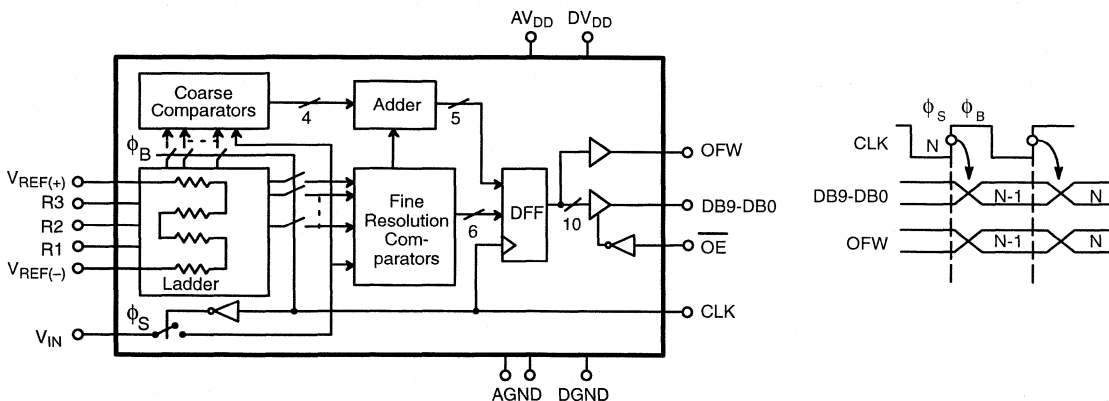 AVDD DVDD
Coarse
Comparators
4
Adder
5
ϕB
VREF(+)
R3
R2
R1
VREF(–)
Ladder
Fine
Resolution
Com-
parators
6
DFF
10
OFW
DB9-DB0
OE
CLK
ϕS
VIN
AGND DGND
ϕS ϕB
CLK N
DB9-DB0 N-1 N
OFW N-1 N